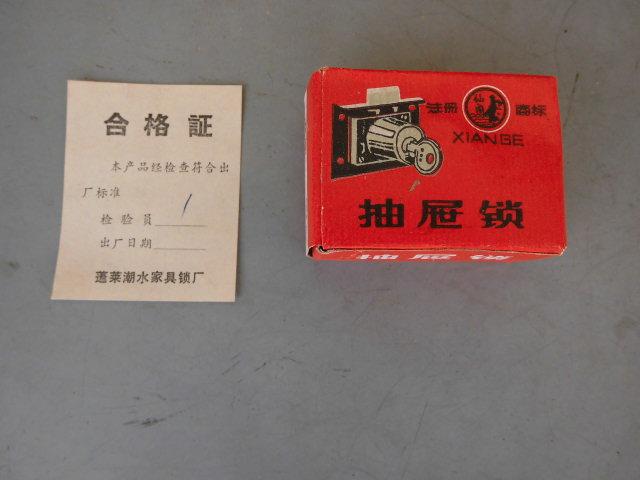 合格证
本产品经检查符合出
厂标准
检验员
出厂日期
蓬莱潮水家具锁厂
注册 商标
XIANGE
抽屉锁